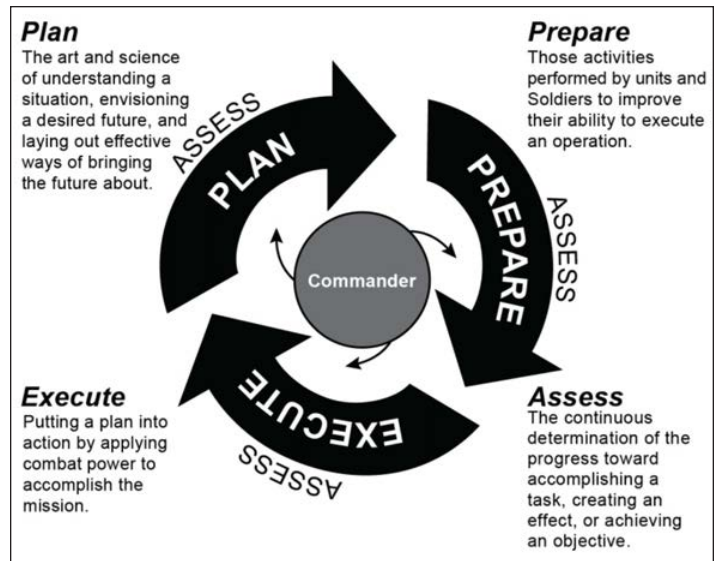 Plan
The art and science
of understanding a
situation, envisioning
a desired future, and
laying out effective
ways of bringing
the future about.
Prepare
Those activities
performed by units and
Soldiers to improve
their ability to execute
an operation.
ASSESS
PLAN
PREPARE
ASSESS
Commander
EXECUTE
ASSESS
Execute
Putting a plan into
action by applying
combat power to
accomplish the
mission.
Assess
The continuous
determination of the
progress toward
accomplishing a
task, creating an
effect, or achieving
an objective.